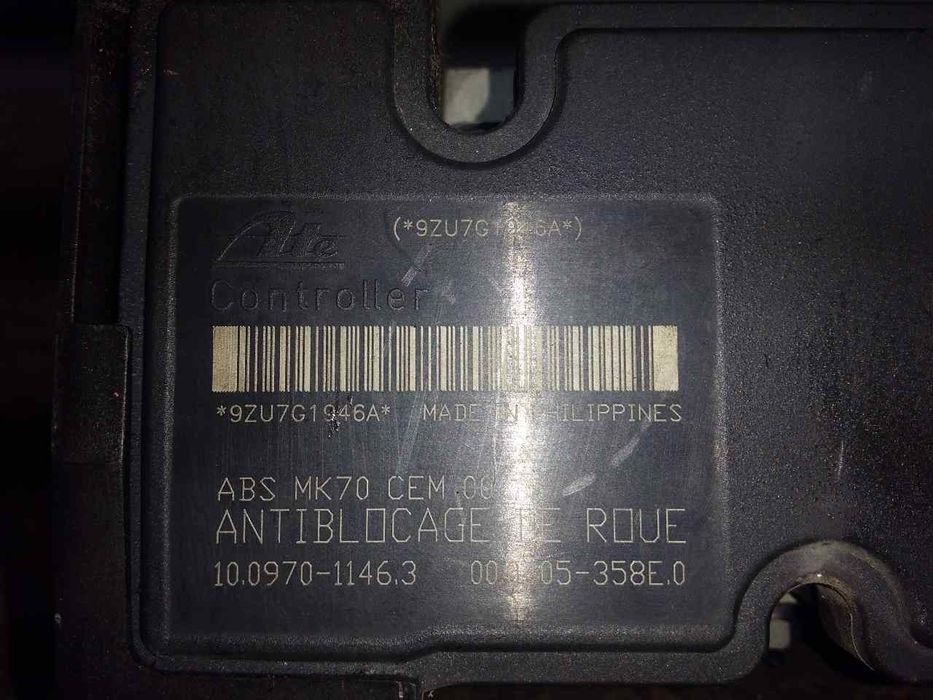 Ate
(*9ZU7G1946A*)
Controller
*9ZU7G1946A* MADE IN PHILIPPINES
ABS MK70 CEM
ANTIBLOCAGE DE ROUE
10.0970-1146.3